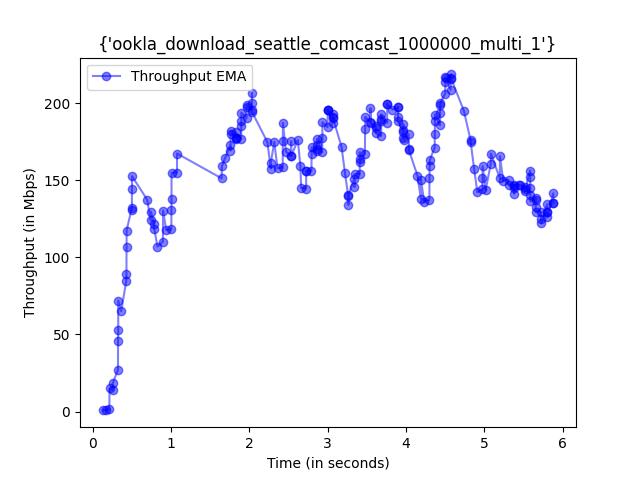 {'ookla_download_seattle_comcast_1000000_multi_1'}
Throughput EMA
Throughput (in Mbps)
200
150
100
50
0
0 1 2 3 4 5 6
Time (in seconds)